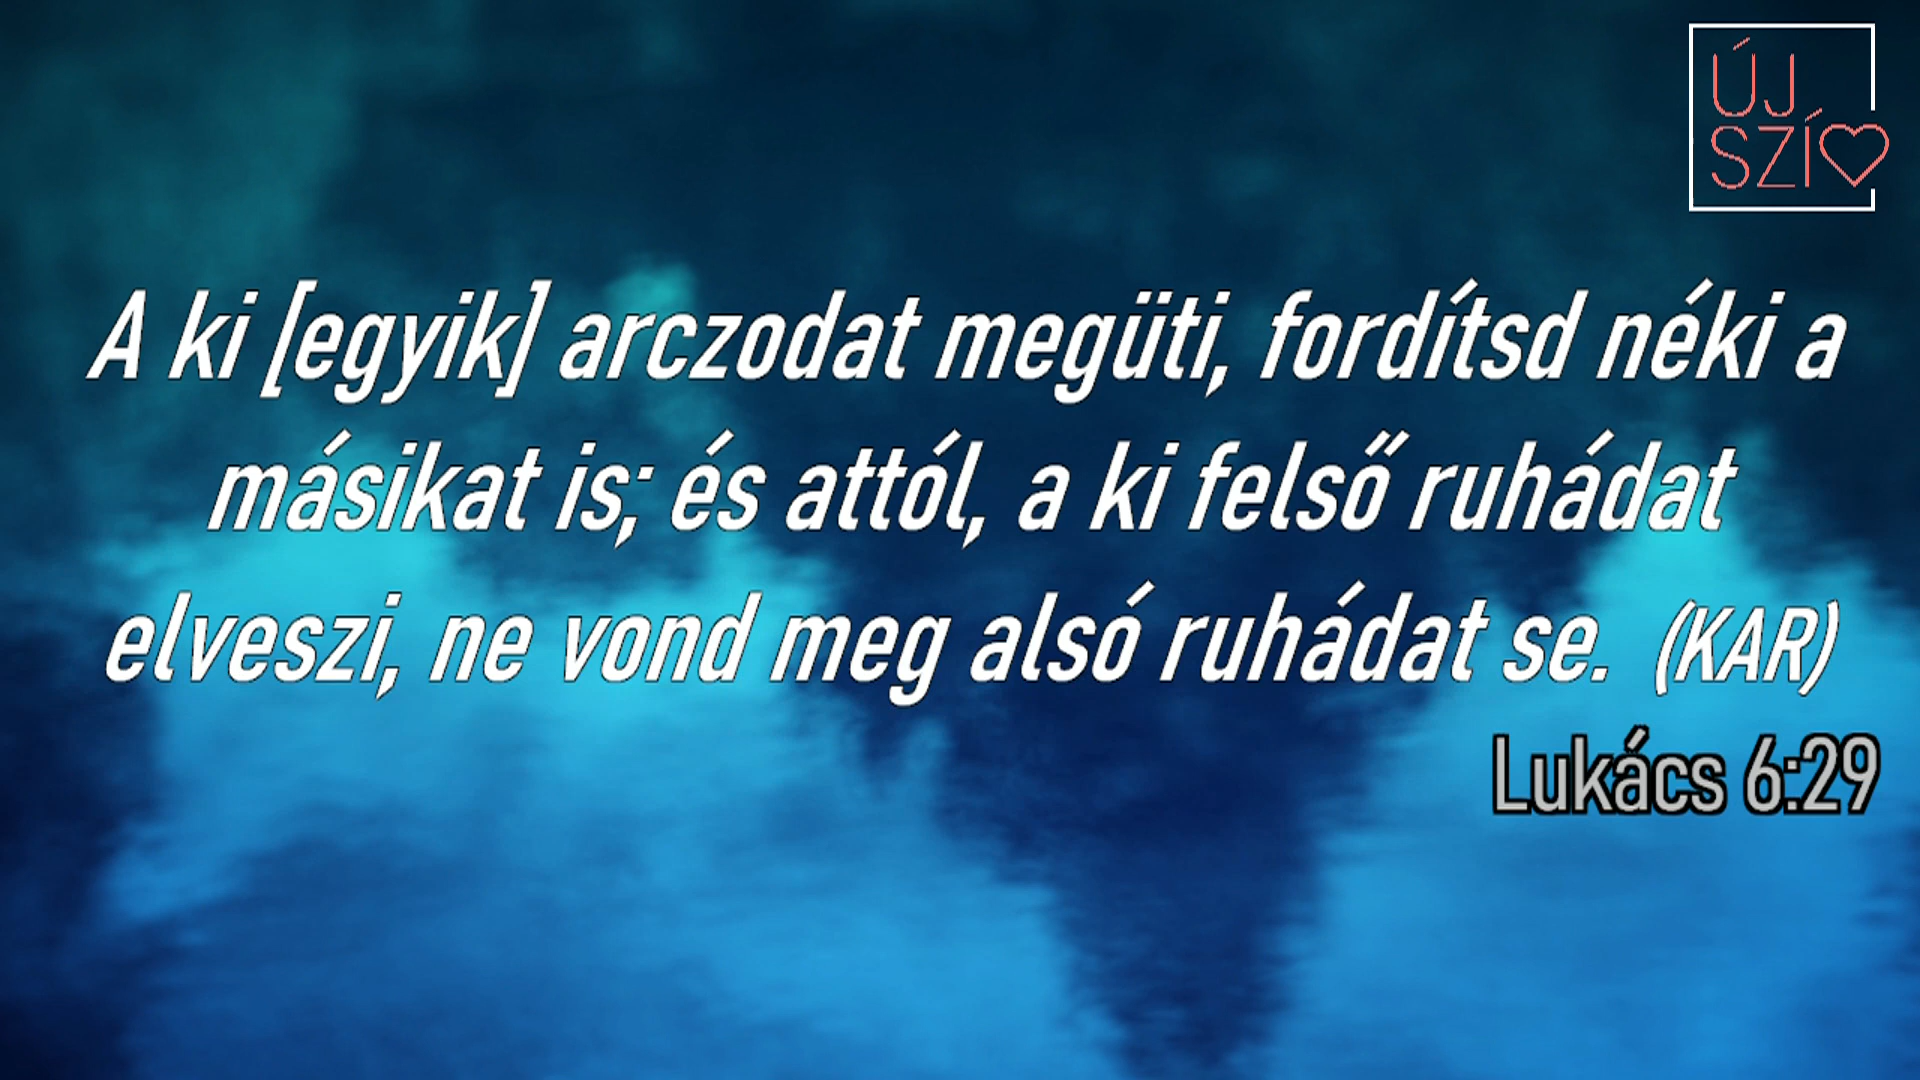 ÚJ
SZÍ
A ki [egyik] arczodat megüti, fordítsd néki a
másikat is; és attól, a ki felső ruhádat
elveszi, ne vond meg alsó ruhádat se. (KAR)
Lukács 6:29